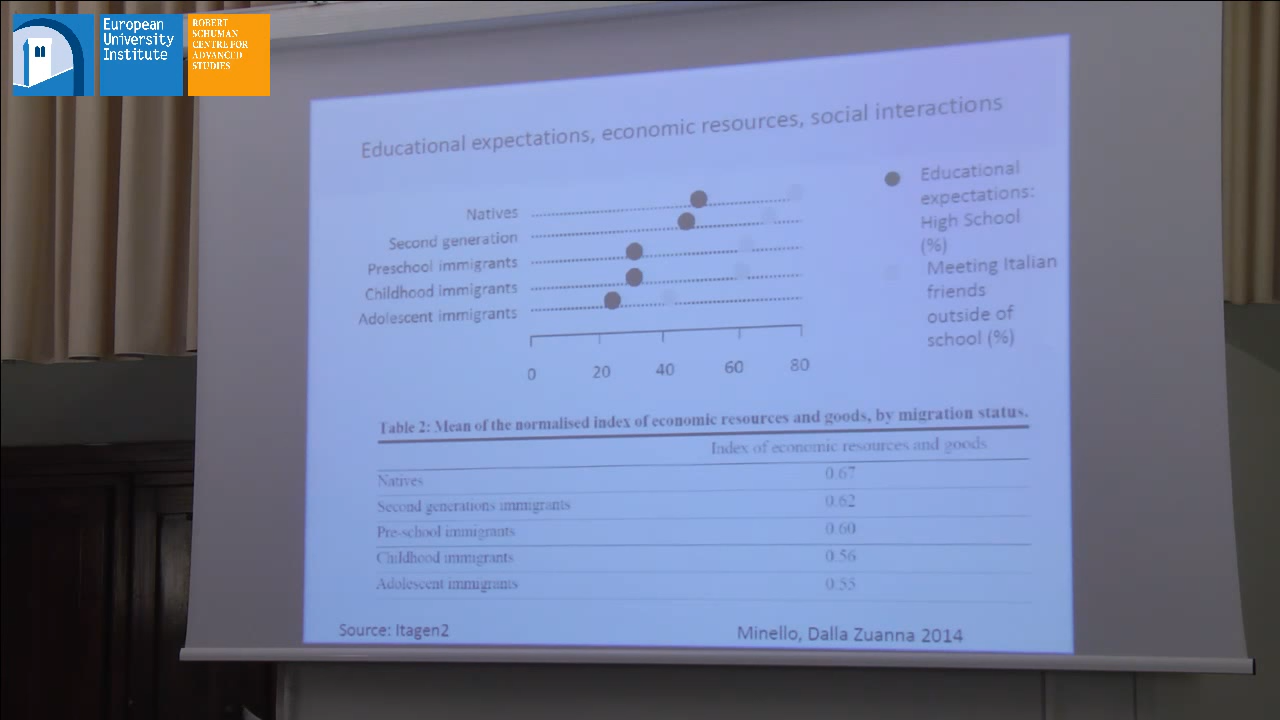 European
University
Institute
ROBERT
SCHUMAN
CENTRE FOR
ADVANCED
STUDIES
Educational expectations, economic resources, social interactions
Natives
Second generation
Preschool immigrants
Childhood immigrants
Adolescent immigrants
0 20 40 60 80
Educational
expectations:
High School
(%)
Meeting Italian
friends
outside of
school (%)
Table 2: Mean of the normalised index of economic resources and goods, by migration status.
Index of economic resources and goods
Natives 0.67
Second generations immigrants 0.62
Pre-school immigrants 0.60
Childhood immigrants 0.56
Adolescent immigrants 0.55
Source: Itagen2 Minello, Dalla Zuanna 2014